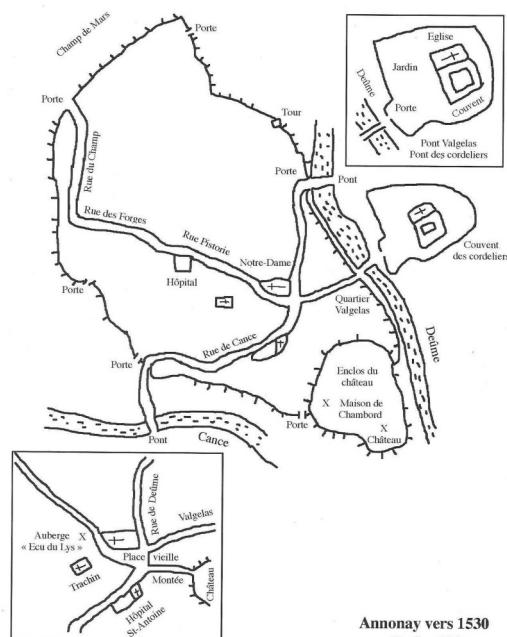 Champ de Mars
Porte
Porte
Rue du Champ
Tour
Porte
Pont
Rue des Forges
Rue Pistorie
Notre-Dame
Hôpital
Porte
Quartier
Valgelas
Rue de Cance
Porte
Deûme
Enclos du
château
X Maison de
Chambord
X
Château
Porte
Pont
Cance
Couvent
des cordeliers
Eglise
Jardin
Deûme
Porte
Couvent
Pont Valgelas
Pont des cordeliers
Rue de Deûme
Valgelas
Auberge X
« Ecu du Lys »
Place vieille
Trachin
Montée
Château
Hôpital
St-Antoine
Annonay vers 1530